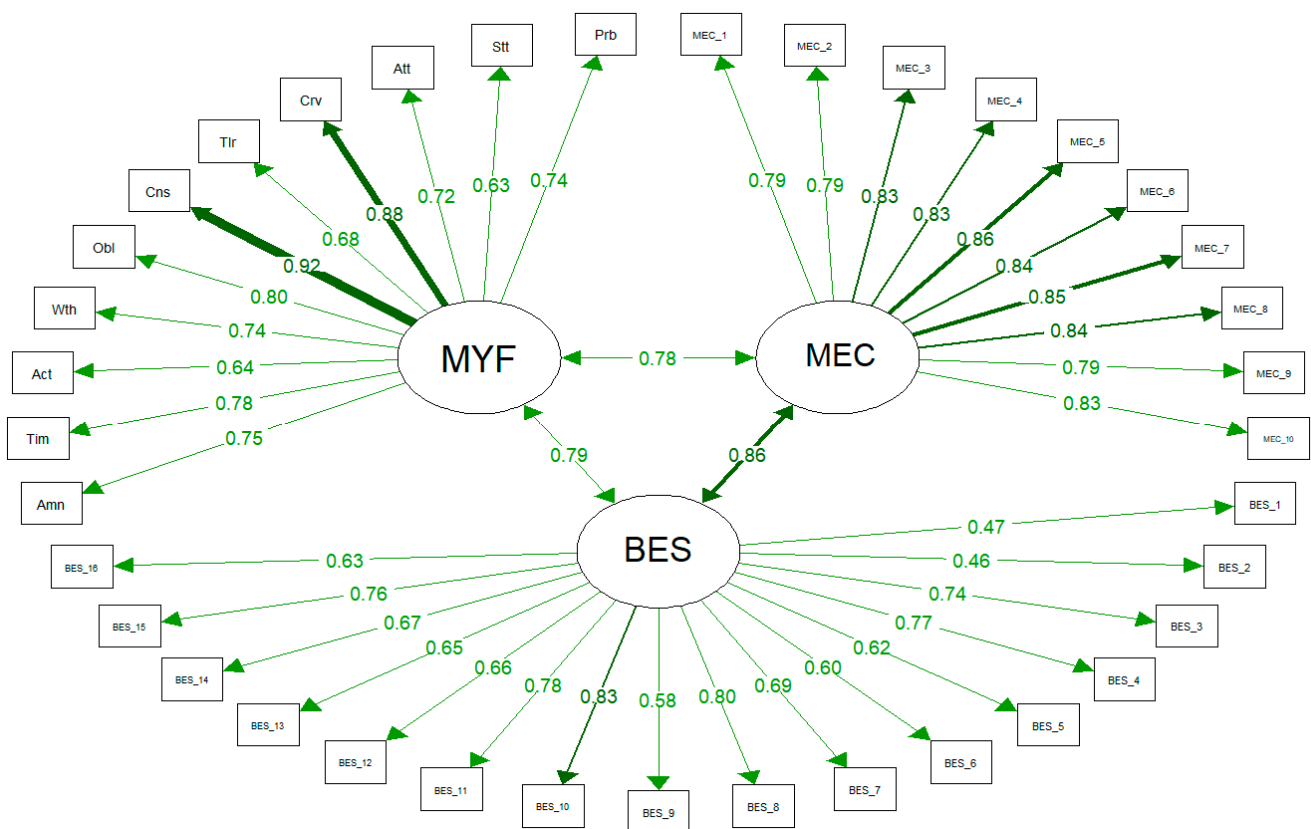 Prb
Stt
Att
Crv
Tlr
Cns
Obl
Wth
Act
Tim
Amn
0.74
0.63
0.72
0.88
0.68
0.92
0.80
0.74
0.64
0.78
0.75
MYF
0.78
MEC
MEC_1
MEC_2
MEC_3
MEC_4
MEC_5
MEC_6
MEC_7
MEC_8
MEC_9
MEC_10
0.79
0.79
0.83
0.83
0.86
0.84
0.85
0.84
0.79
0.83
0.79
0.86
BES
0.47
0.46
0.74
0.77
0.62
0.60
0.69
0.80
0.58
0.83
0.78
0.66
0.65
0.67
0.76
0.63
BES_1
BES_2
BES_3
BES_4
BES_5
BES_6
BES_7
BES_8
BES_9
BES_10
BES_11
BES_12
BES_13
BES_14
BES_15
BES_16